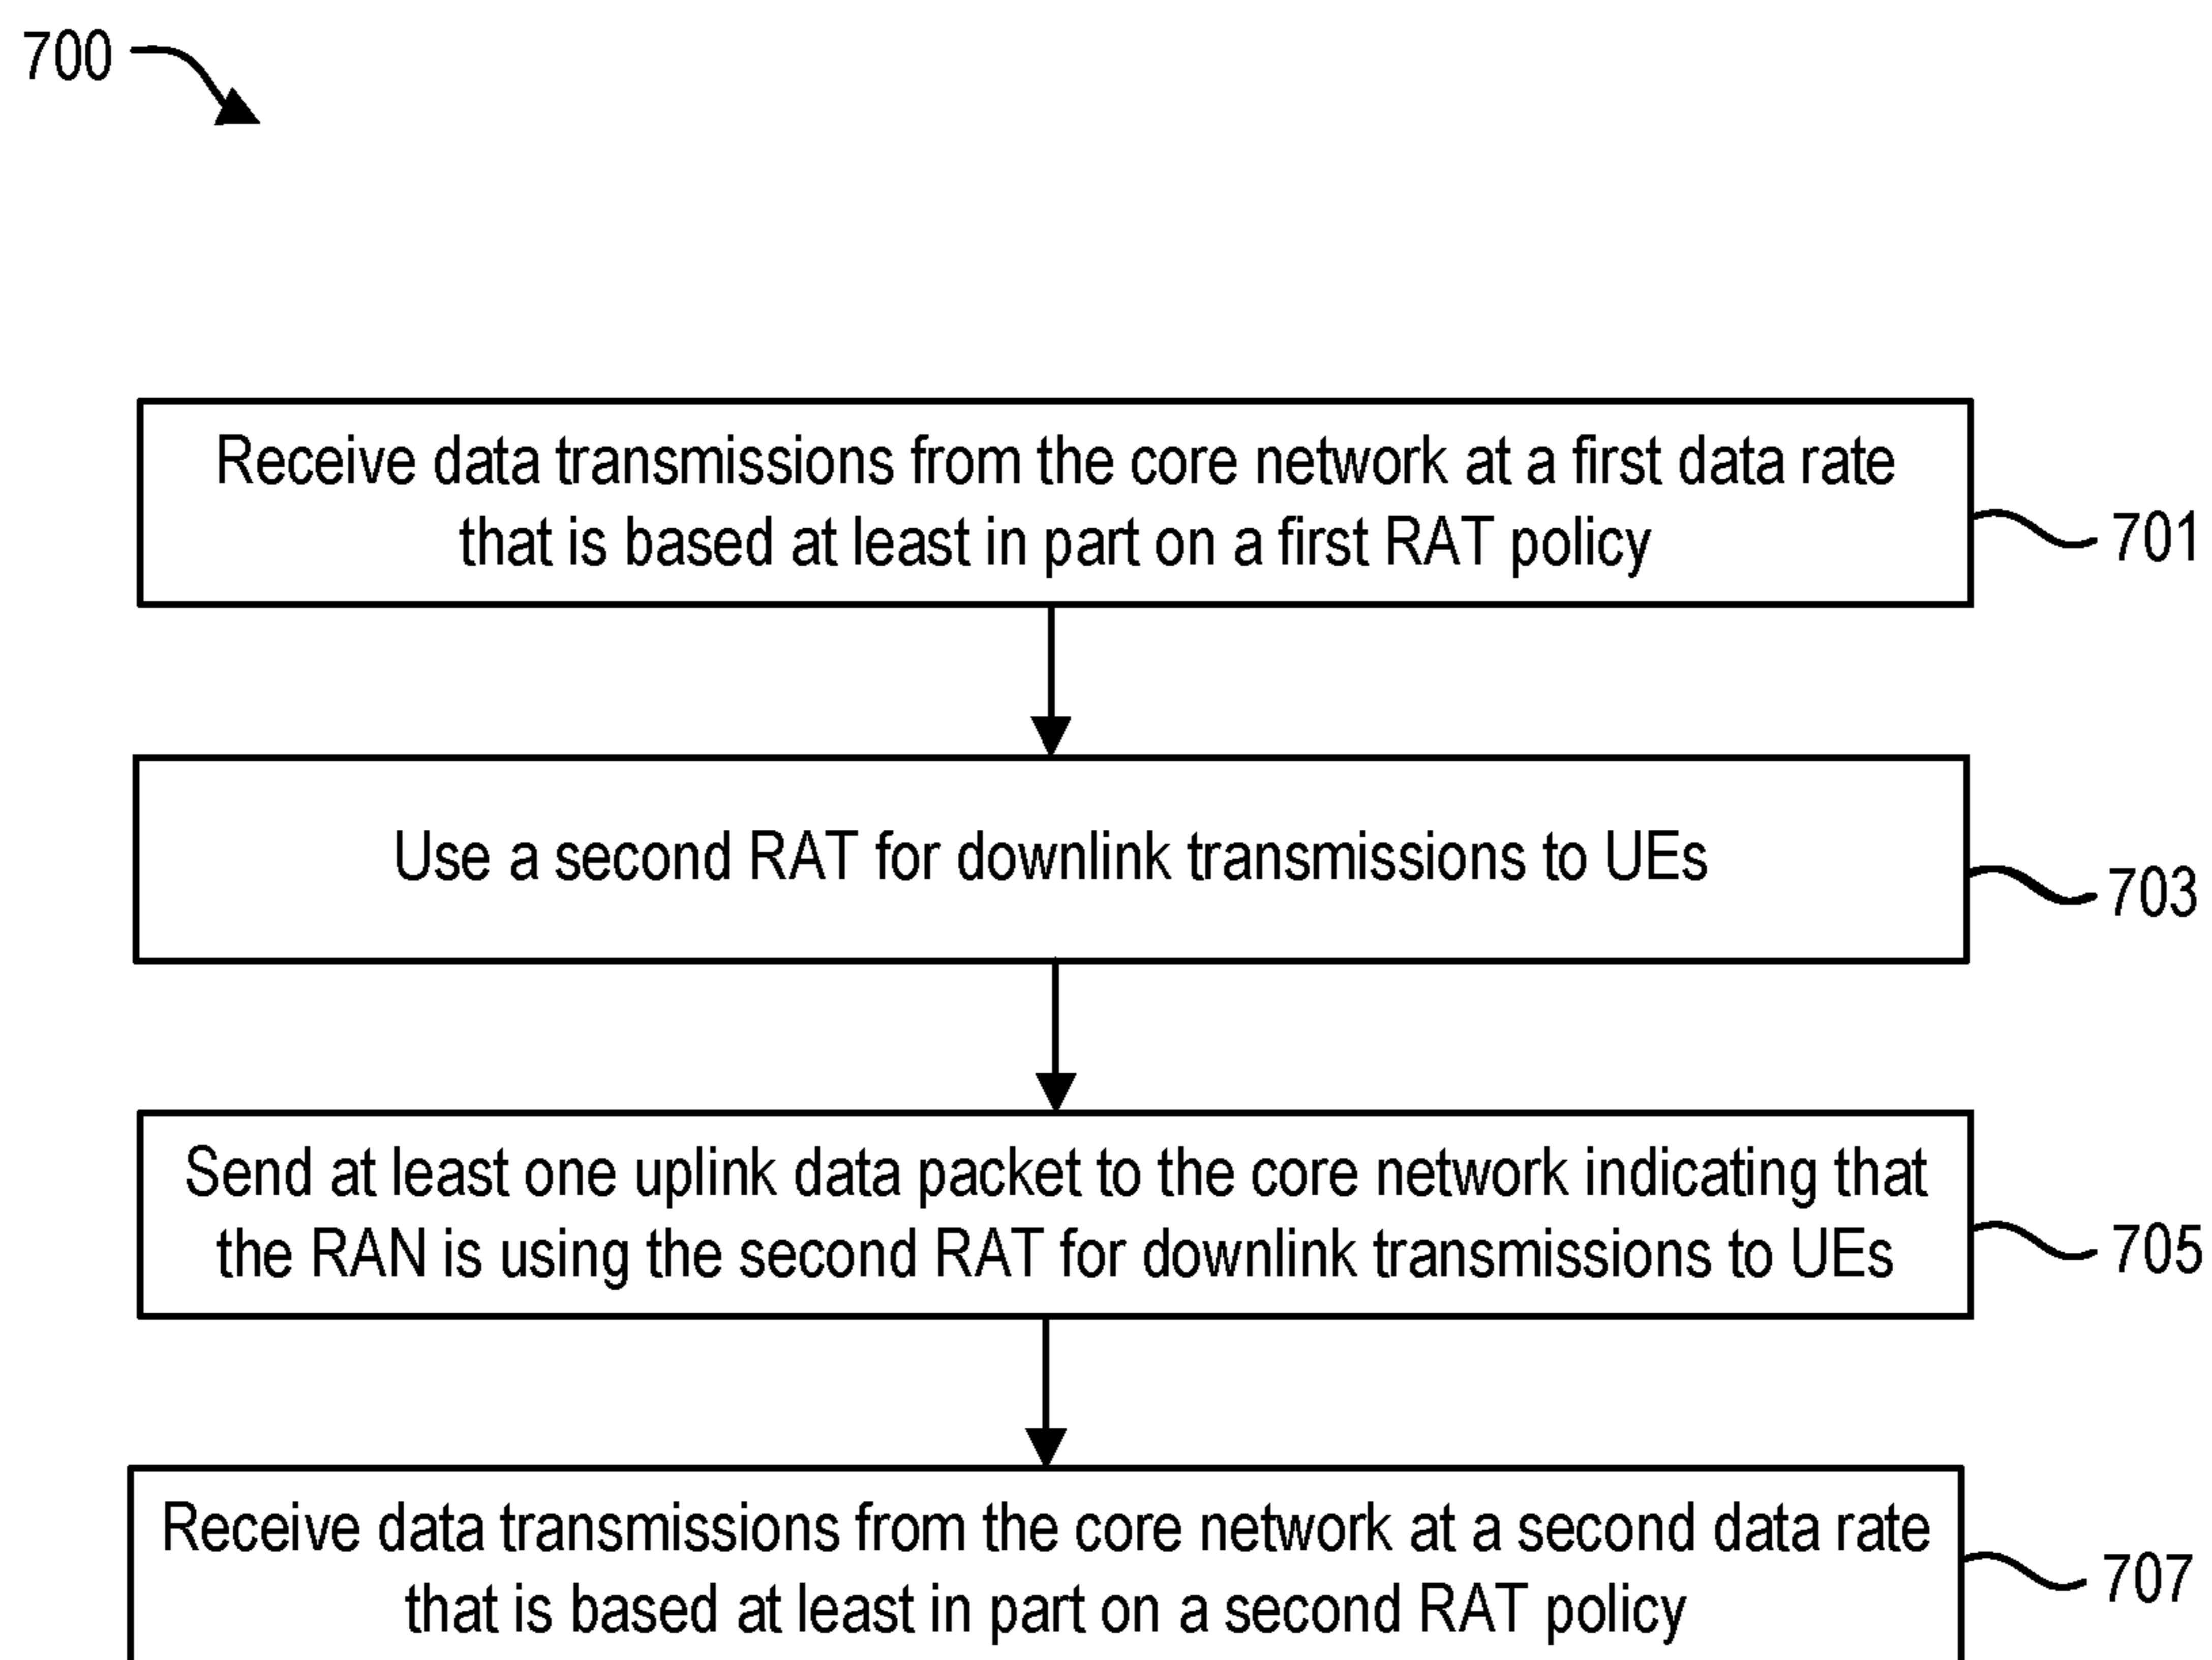 700
Receive data transmissions from the core network at a first data rate
that is based at least in part on a first RAT policy
701
Use a second RAT for downlink transmissions to UEs
703
Send at least one uplink data packet to the core network indicating that
the RAN is using the second RAT for downlink transmissions to UEs
705
Receive data transmissions from the core network at a second data rate
that is based at least in part on a second RAT policy
707